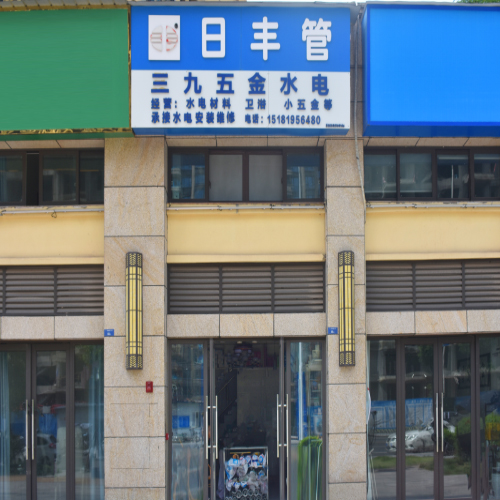 日丰管
三九五金水电
经营：水电材料 卫浴 小五金等
承接水电安装维修 电话：15181956480